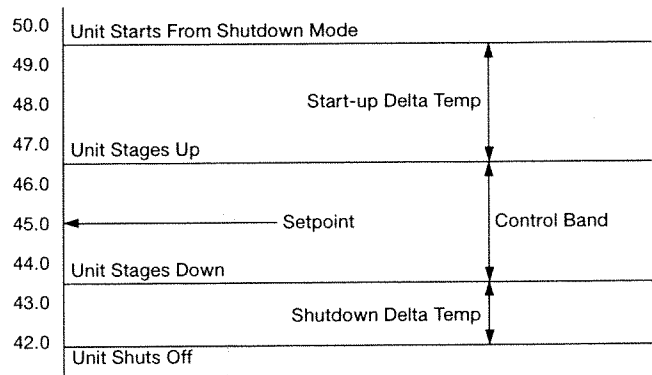 50.0 Unit Starts From Shutdown Mode
49.0
48.0 Start-up Delta Temp
47.0 Unit Stages Up
46.0
45.0 Setpoint Control Band
44.0 Unit Stages Down
43.0 Shutdown Delta Temp
42.0
Unit Shuts Off